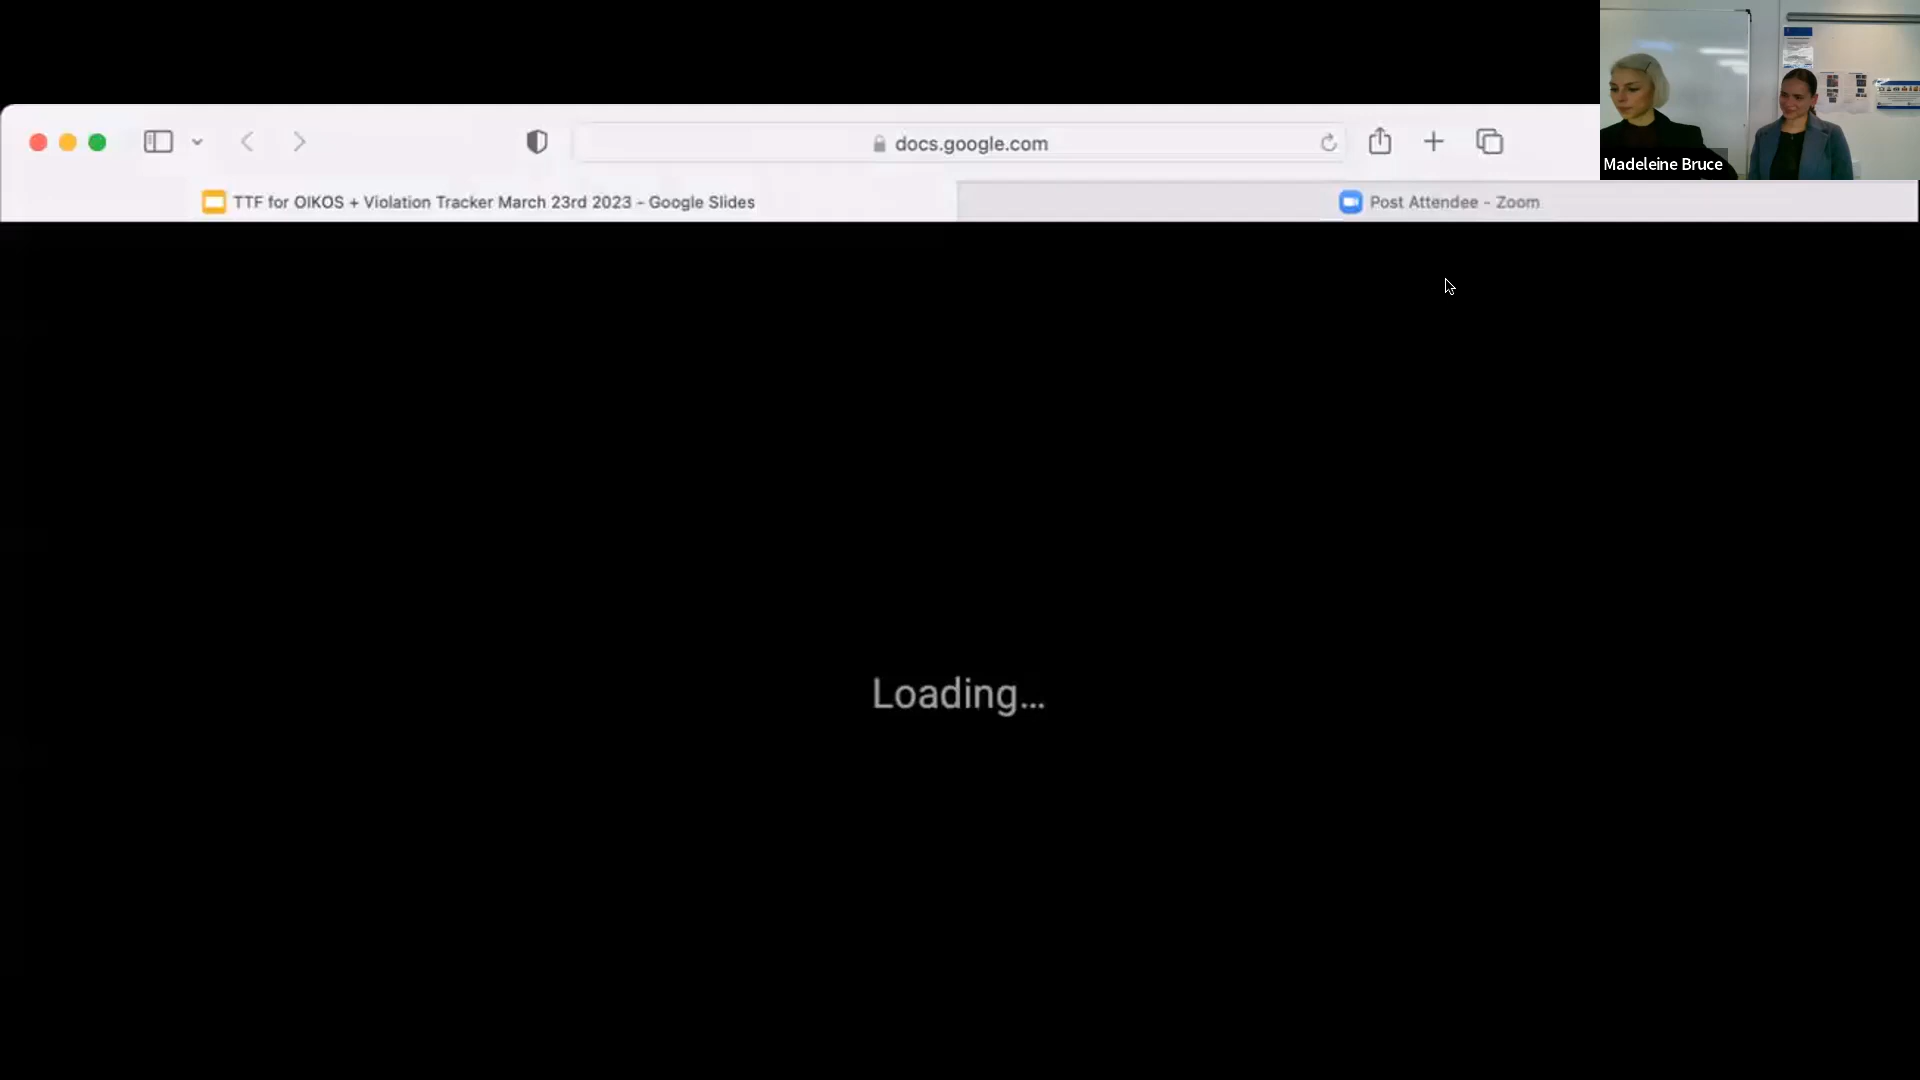 docs.google.com
TTF for OIKOS + Violation Tracker March 23rd 2023 - Google Slides
Post Attendee - Zoom
Madeleine Bruce
Loading...